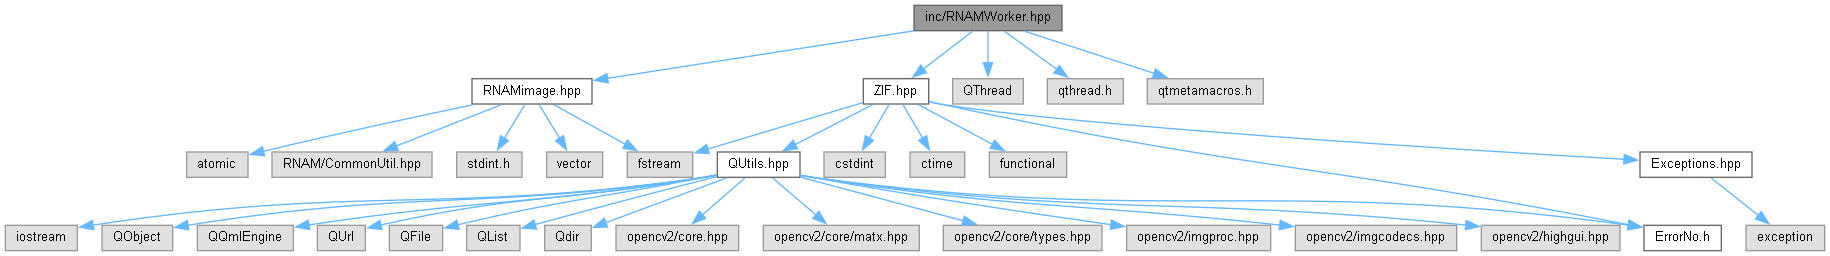 inc/RNAMWorker.hpp
RNAMimage.hpp
ZIF.hpp
QThread
qthread.h
qtmetamacros.h
atomic
RNAM/CommonUtil.hpp
stdint.h
vector
fstream
QUtils.hpp
cstdint
ctime
functional
Exceptions.hpp
iostream
QObject
QQmlEngine
QUrl
QFile
QList
Qdir
opencv2/core.hpp
opencv2/core/matx.hpp
opencv2/core/types.hpp
opencv2/imgproc.hpp
opencv2/imgcodecs.hpp
opencv2/highgui.hpp
ErrorNo.h
exception